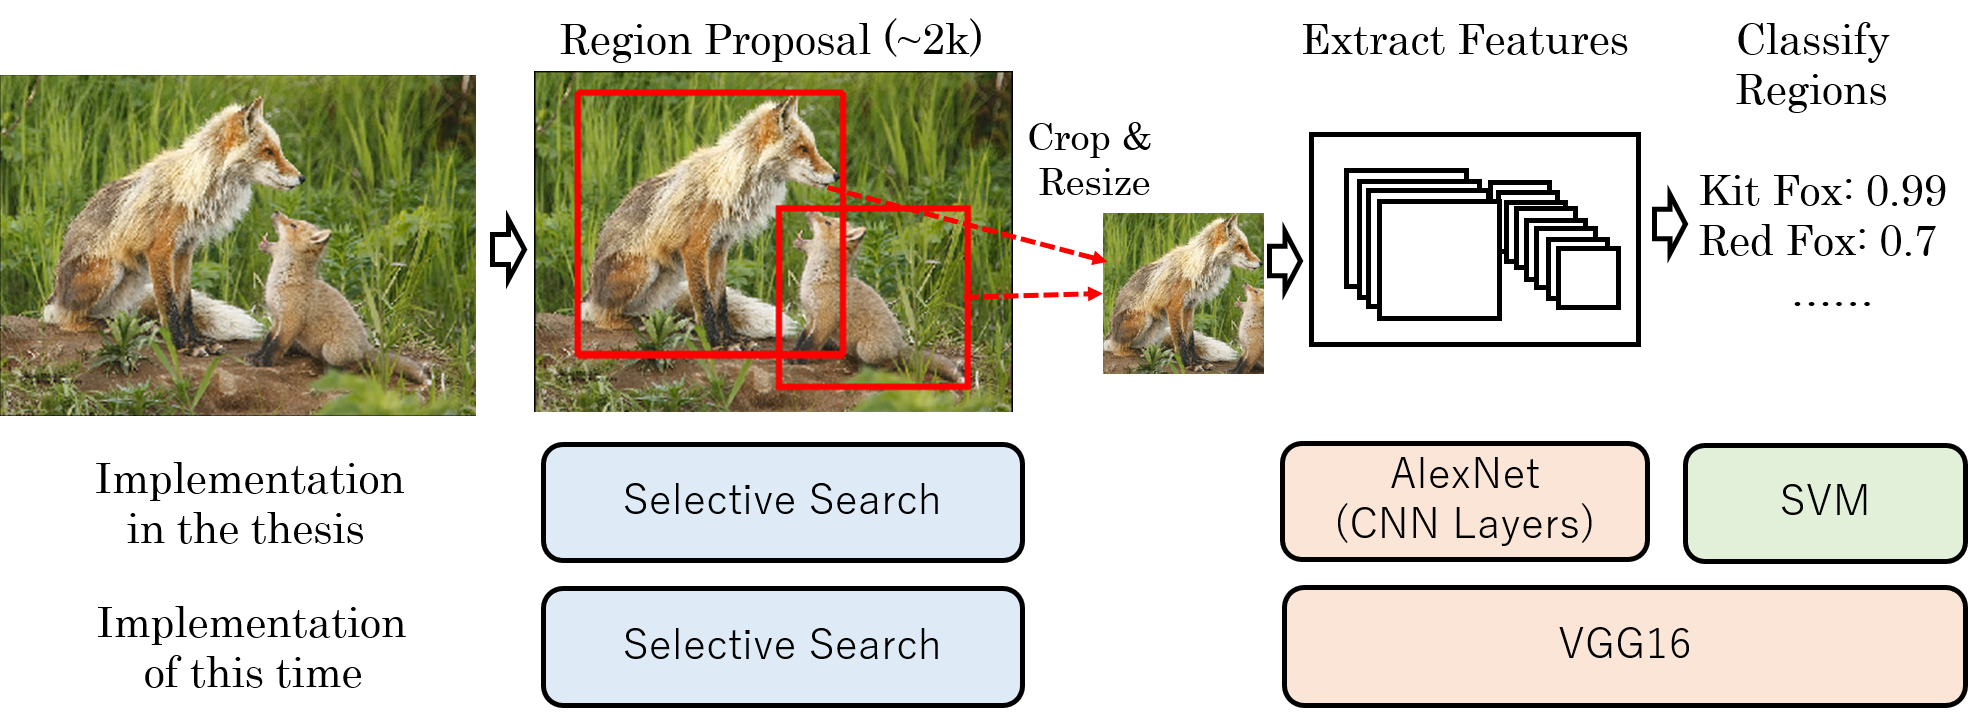 Region Proposal (~2k)
Extract Features
Classify
Regions
Crop &
Resize
Kit Fox: 0.99
Red Fox: 0.7
......
Implementation
in the thesis
Selective Search
AlexNet
(CNN Layers)
SVM
Implementation
of this time
Selective Search
VGG16